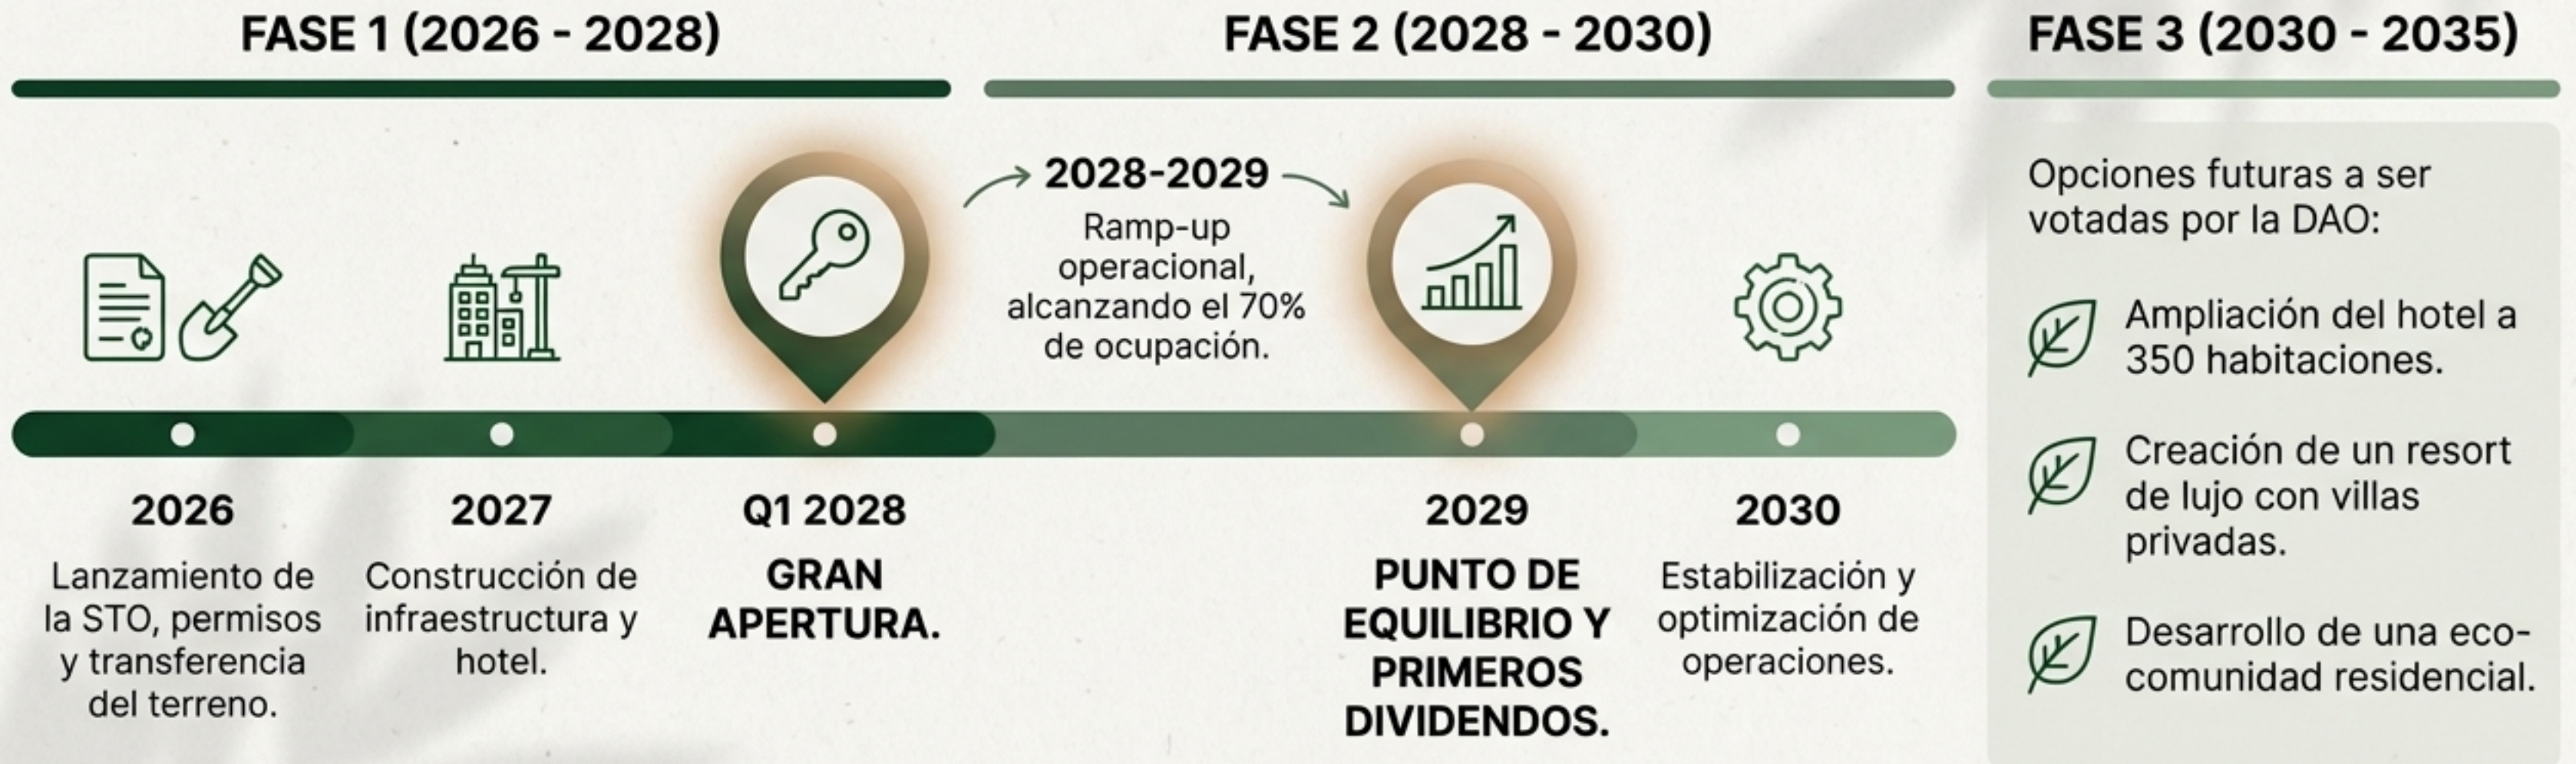 FASE 1 (2026 - 2028)
FASE 2 (2028 - 2030)
FASE 3 (2030 - 2035)
2028-2029
Ramp-up
operacional,
alcanzando el 70%
de ocupación.
2026
Lanzamiento de
la STO, permisos
y transferencia
del terreno.
2027
Construcción de
infraestructura y
hotel.
Q1 2028
GRAN
APERTURA.
2029
PUNTO DE
EQUILIBRIO Y
PRIMEROS
DIVIDENDOS.
2030
Estabilización y
optimización de
operaciones.
Opciones futuras a ser
votadas por la DAO:
Ampliación del hotel a
350 habitaciones.
Creación de un resort
de lujo con villas
privadas.
Desarrollo de una eco-
comunidad residencial.